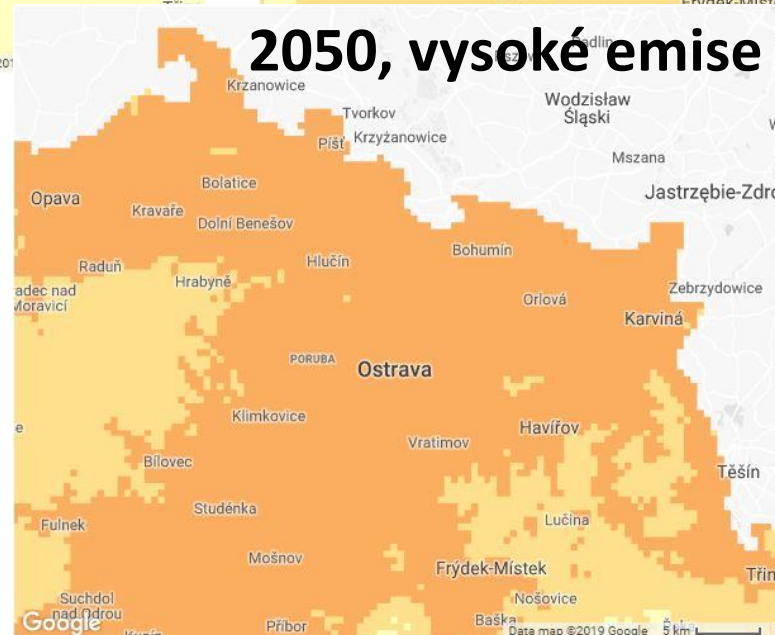 2050, vysoké emise
Krzanowice
Wodzisław
Śląski
Tvorkov
Píšť
Krzyżanowice
Mszana
Bolatice
Opava
Jastrzębie-Zdro
Kravaře
Dolní Benešov
Bohumín
Hlučín
Raduň
Hrabyně
Zebrzydowice
adec nad
Moravicí
Orlová
Karviná
PORUBA
Ostrava
Klimkovice
Havířov
Vratimov
Bílovec
Těšín
Studénka
Lučina
Fulnek
Mošnov
Frýdek-Místek
Třin
Suchdol
nad Odrou
Nošovice
Google
Příbor
Baška
Data map ©2019 Google
5 km